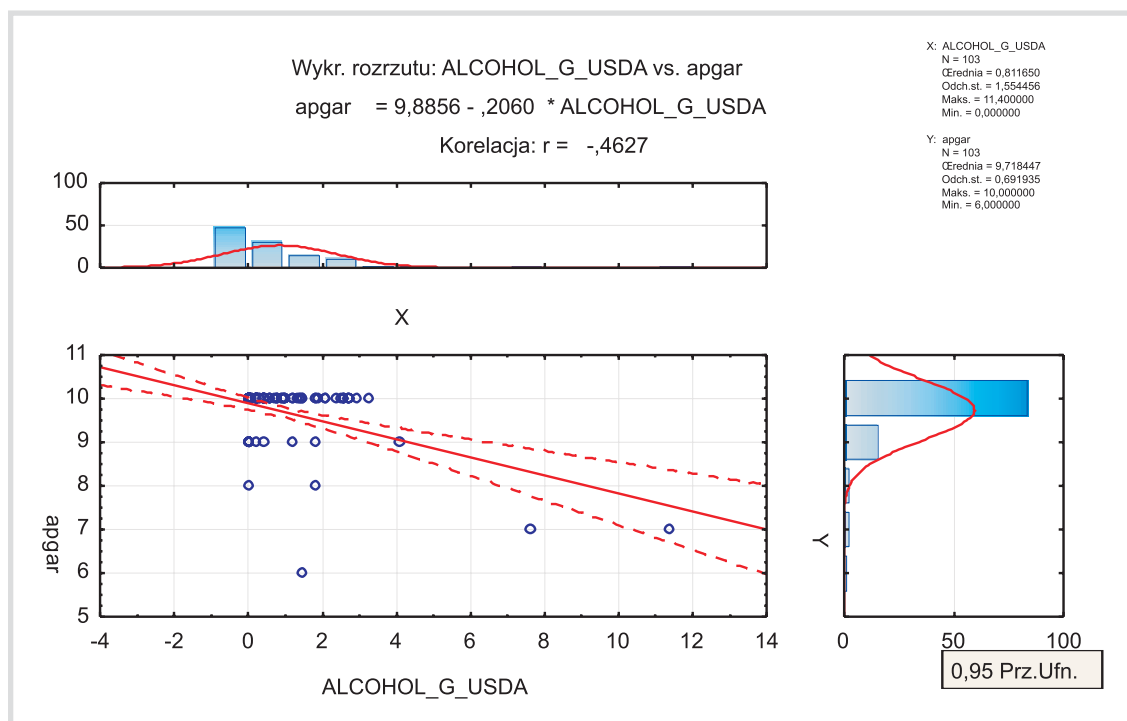 Wykr. rozrzutu: ALCOHOL_G_USDA vs. apgar
apgar = 9,8856 - ,2060 * ALCOHOL_G_USDA
Korelacja: r = -,4627
X: ALCOHOL_G_USDA
N = 103
Œrednia = 0,811650
Odch.st. = 1,554456
Maks. = 11,400000
Min. = 0,000000
Y: apgar
N = 103
Œrednia = 9,718447
Odch.st. = 0,691935
Maks. = 10,000000
Min. = 6,000000
100
50
0
X
11
10
9
8
7
6
5
apgar
-4 -2 0 2 4 6 8 10 12 14
ALCOHOL_G_USDA
Y
0 50 100
0,95 Prz.Ufn.